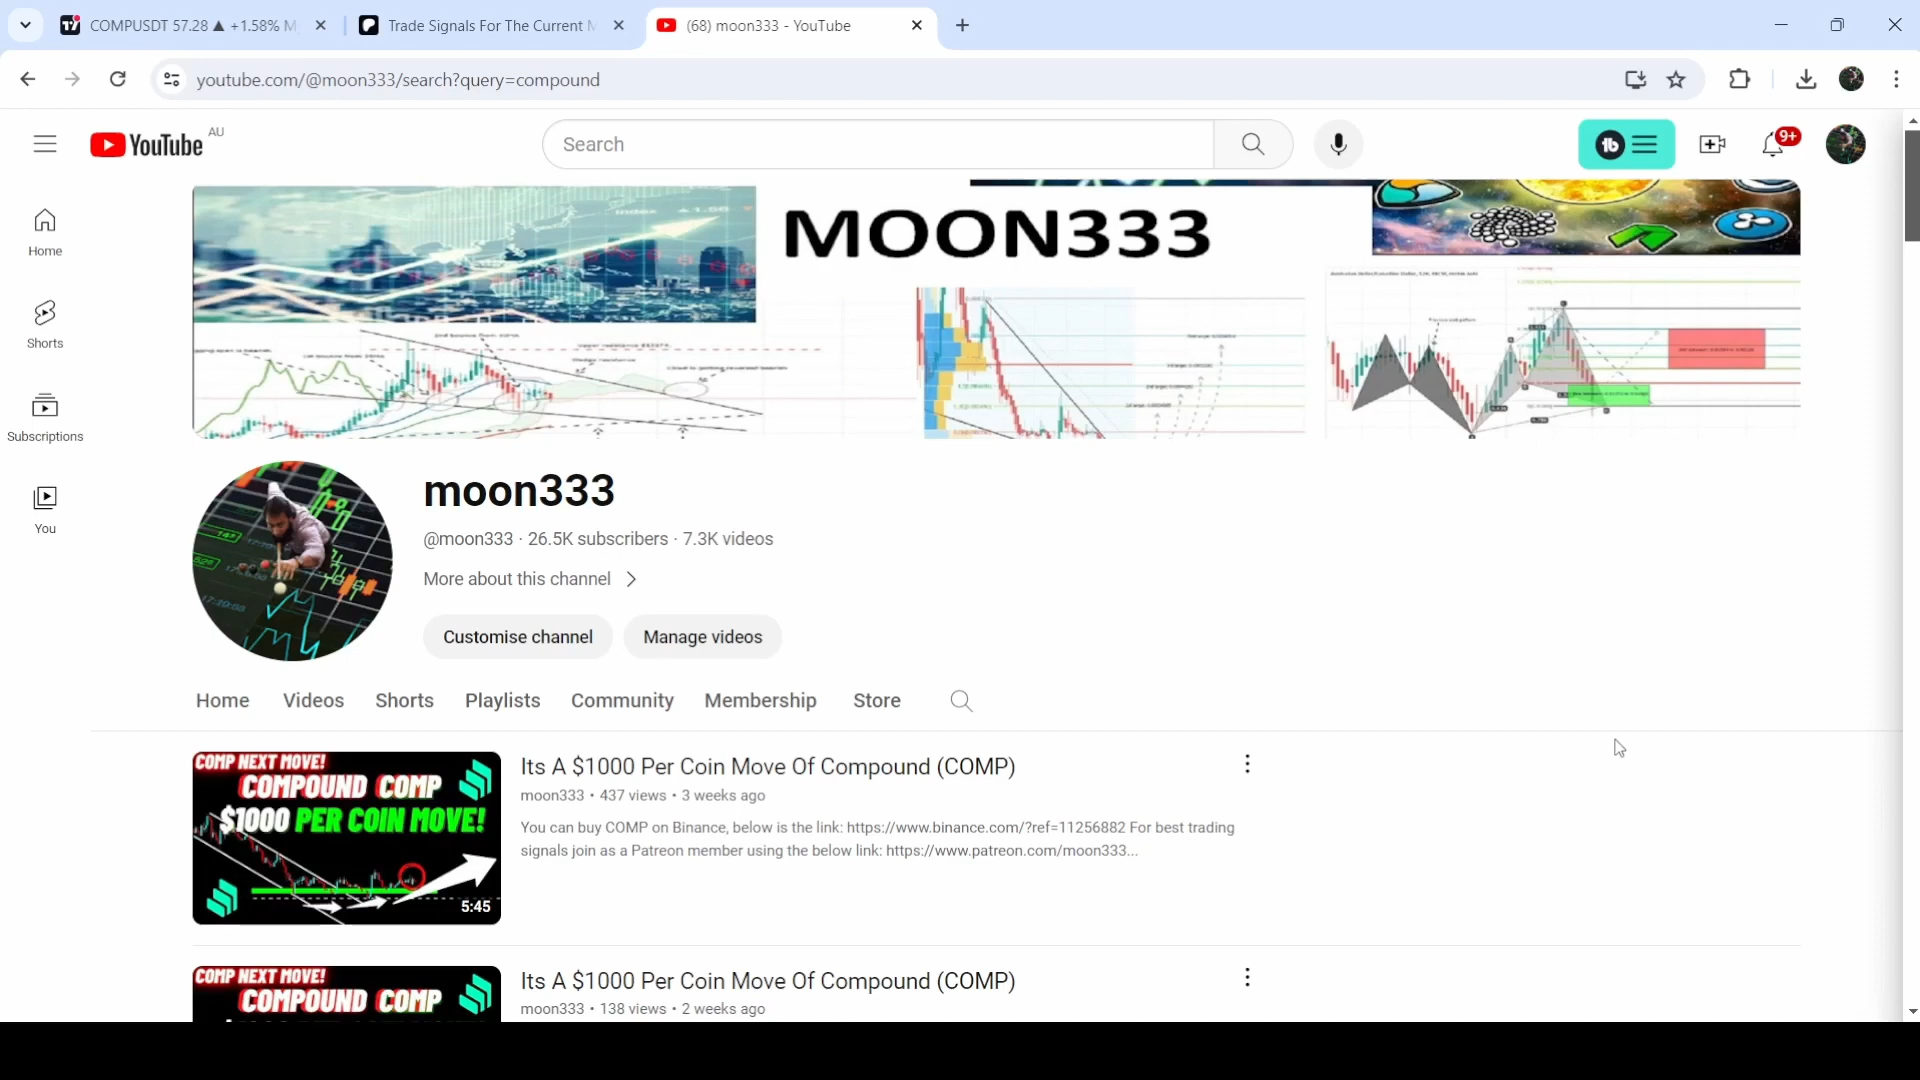 COMPUSDT 57.28 ▲ +1.58%
Trade Signals For The Current
(68) moon333 - YouTube
youtube.com/@moon333/search?query=compound
YouTube AU
Search
9+
Home
Shorts
Subscriptions
You
MOON333
moon333
@moon333 · 26.5K subscribers · 7.3K videos
More about this channel
Customise channel
Manage videos
Home
Videos
Shorts
Playlists
Community
Membership
Store
COMP NEXT MOVE!
COMPOUND COMP
$1000 PER COIN MOVE!
5:45
Its A $1000 Per Coin Move Of Compound (COMP)
moon333 • 437 views • 3 weeks ago
You can buy COMP on Binance, below is the link: https://www.binance.com/?ref=11256882 For best trading
signals join as a Patreon member using the below link: https://www.patreon.com/moon333...
COMP NEXT MOVE!
COMPOUND COMP
Its A $1000 Per Coin Move Of Compound (COMP)
moon333 • 138 views • 2 weeks ago